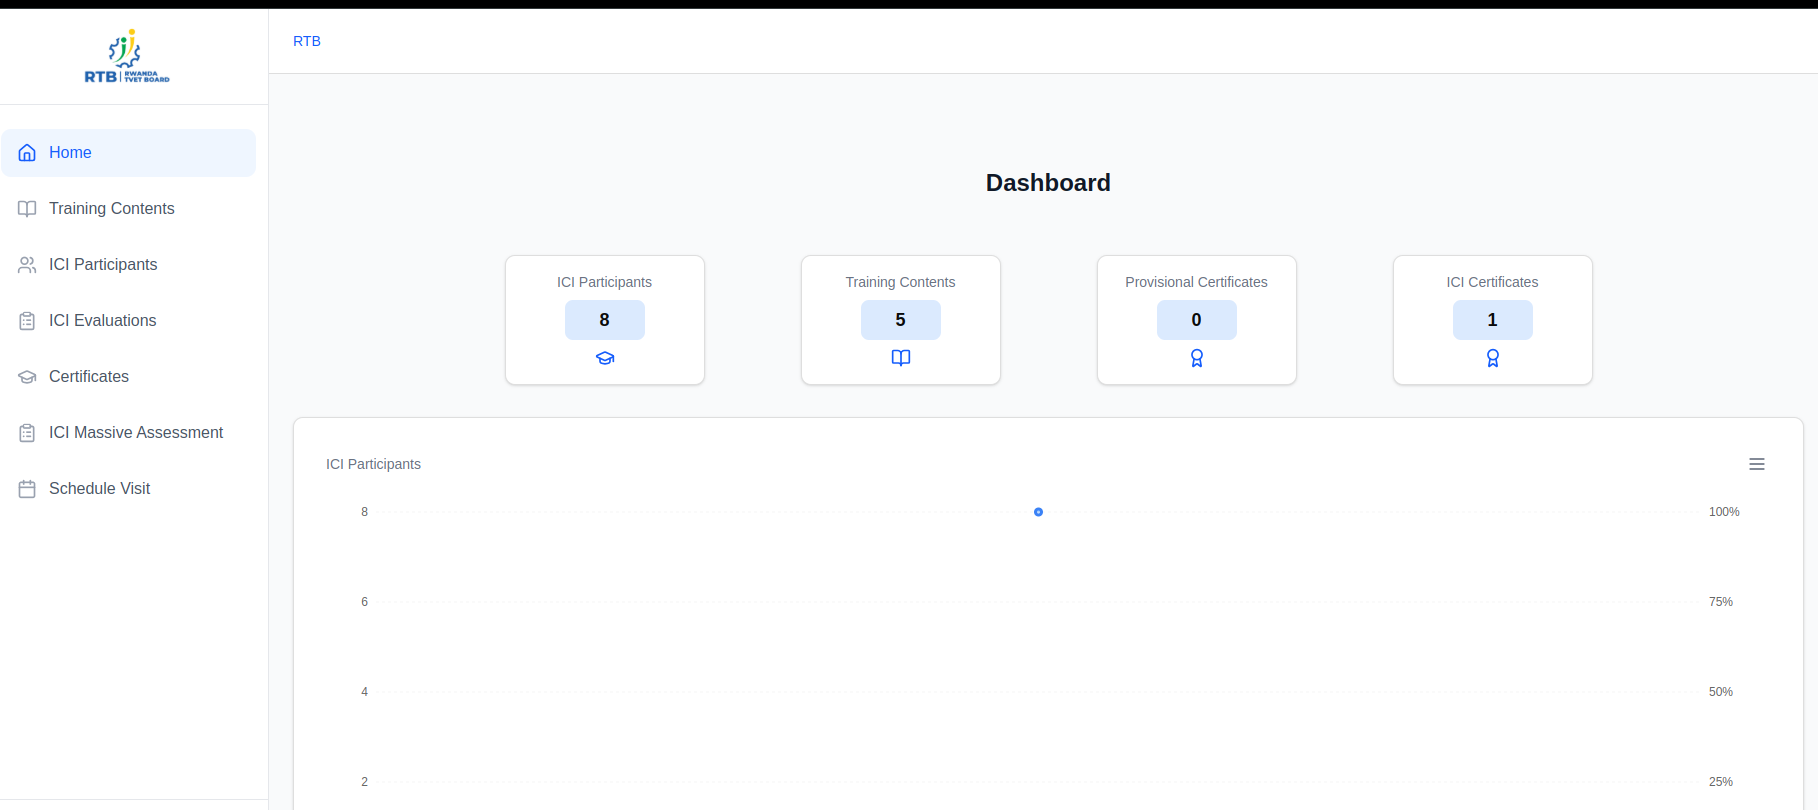 RTB | RWANDA
TVET BOARD
RTB
Home
Training Contents
ICI Participants
ICI Evaluations
Certificates
ICI Massive Assessment
Schedule Visit
Dashboard
ICI Participants
8
Training Contents
5
Provisional Certificates
0
ICI Certificates
1
ICI Participants
8 100%
6 75%
4 50%
2 25%